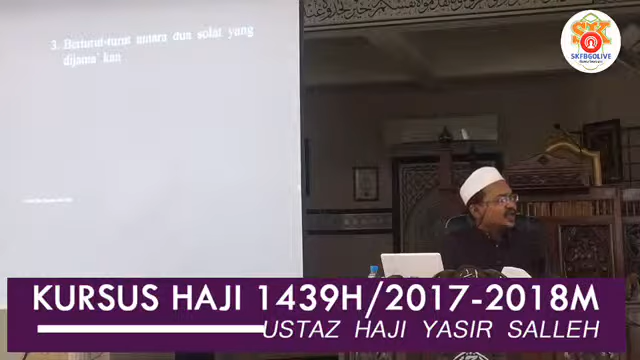 3. Berturut-turut antara dua solat yang
dijama' kan
SKFBGOLIVE
KURSUS HAJI 1439H/2017-2018M
USTAZ HAJI YASIR SALLEH